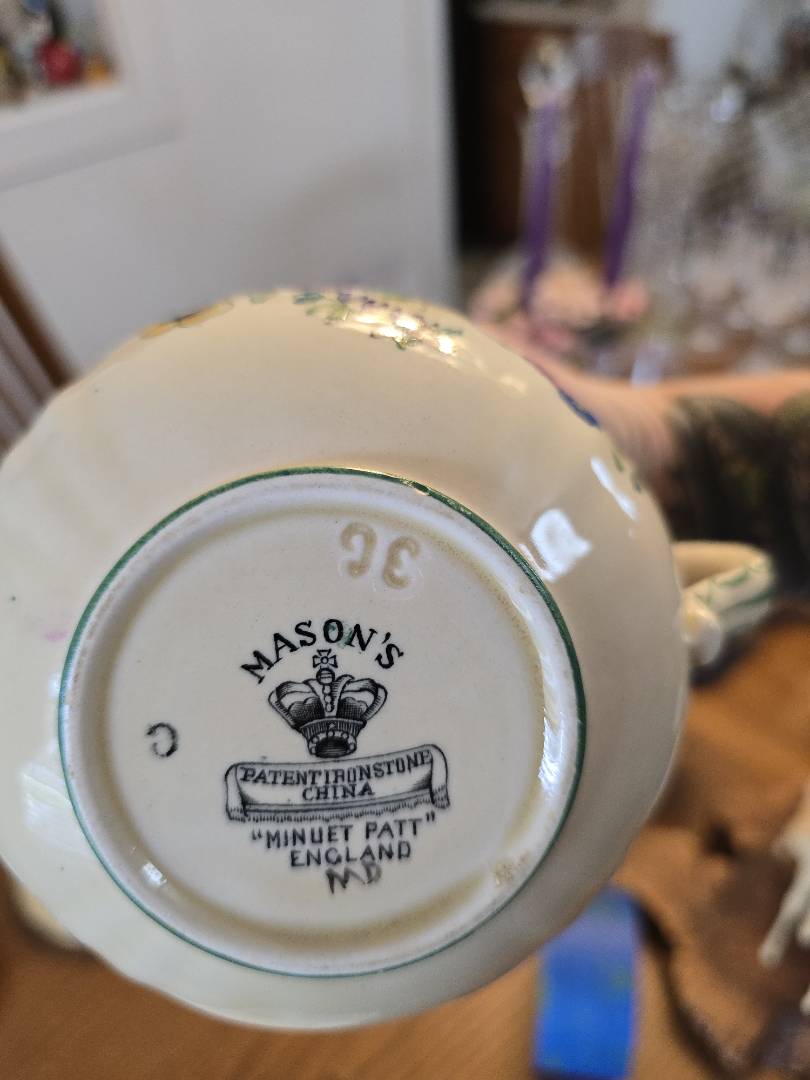 3C
MASON'S
C
PATENT IRONSTONE
CHINA
"MINUET PATT"
ENGLAND
MD